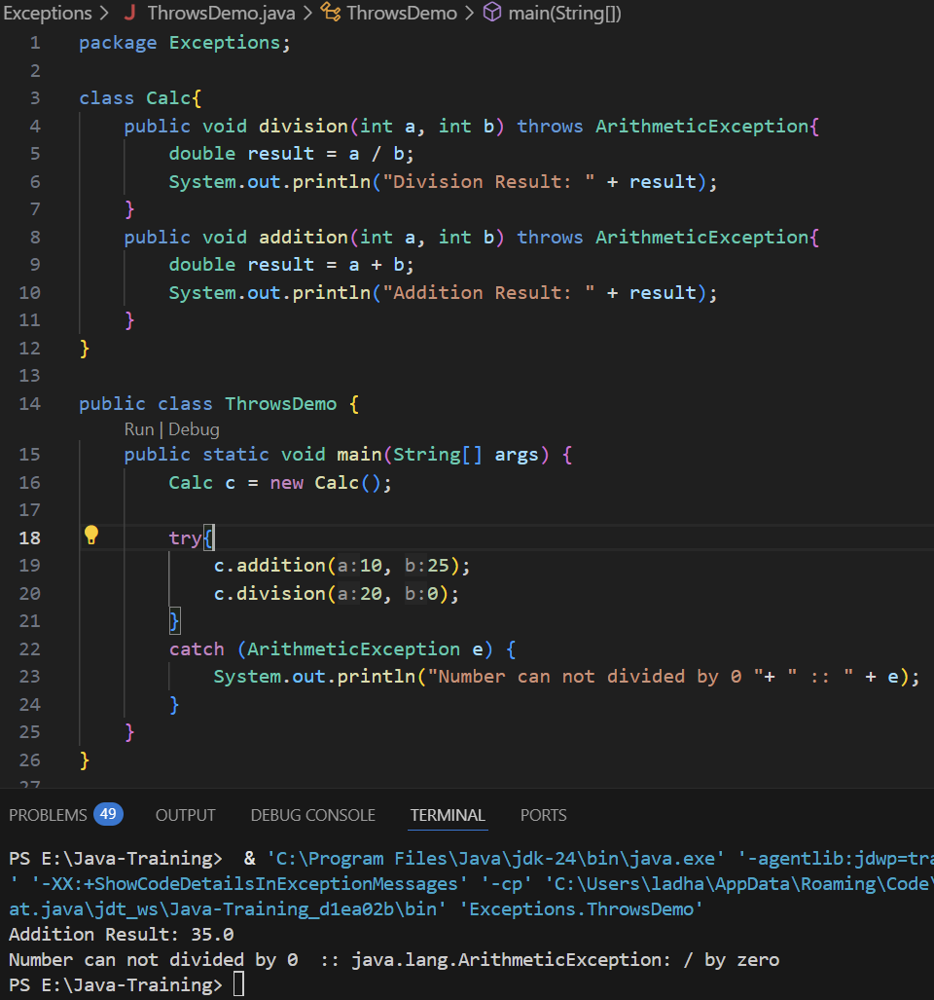 Exceptions > J ThrowsDemo.java > ThrowsDemo > main(String[])
1 package Exceptions;
2
3 class Calc{
4 public void division(int a, int b) throws ArithmeticException{
5 double result = a / b;
6 System.out.println("Division Result: " + result);
7 }
8 public void addition(int a, int b) throws ArithmeticException{
9 double result = a + b;
10 System.out.println("Addition Result: " + result);
11 }
12 }
13
14 public class ThrowsDemo {
Run | Debug
15 public static void main(String[] args) {
16 Calc c = new Calc();
17
18 try{
19 c.addition(a:10, b:25);
20 c.division(a:20, b:0);
21 }
22 catch (ArithmeticException e) {
23 System.out.println("Number can not divided by 0 "+ " :: " + e);
24 }
25 }
26 }
27
PROBLEMS 49 OUTPUT DEBUG CONSOLE TERMINAL PORTS
PS E:\Java-Training> & 'C:\Program Files\Java\jdk-24\bin\java.exe' '-agentlib:jdwp=tra
' '-XX:+ShowCodeDetailsInExceptionMessages' '-cp' 'C:\Users\ladha\AppData\Roaming\Code\
at.java\jdt_ws\Java-Training_d1ea02b\bin' 'Exceptions.ThrowsDemo'
Addition Result: 35.0
Number can not divided by 0  :: java.lang.ArithmeticException: / by zero
PS E:\Java-Training>